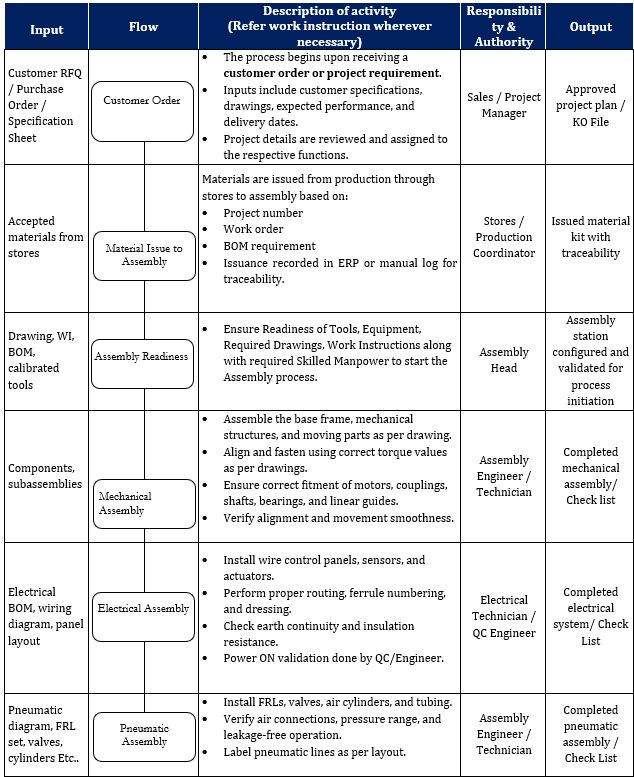 Input
Flow
Description of activity
(Refer work instruction wherever
necessary)
Responsibili
ty &
Authority
Output
Customer RFQ
/ Purchase
Order /
Specification
Sheet
Customer Order
• The process begins upon receiving a
customer order or project requirement.
• Inputs include customer specifications,
drawings, expected performance, and
delivery dates.
• Project details are reviewed and assigned to
the respective functions.
Sales / Project
Manager
Approved
project plan /
KO File
Accepted
materials from
stores
Material Issue to
Assembly
Materials are issued from production through
stores to assembly based on:
• Project number
• Work order
• BOM requirement
• Issuance recorded in ERP or manual log for
traceability.
Stores /
Production
Coordinator
Issued material
kit with
traceability
Drawing, WI,
BOM,
calibrated
tools
Assembly Readiness
• Ensure Readiness of Tools, Equipment,
Required Drawings, Work Instructions along
with required Skilled Manpower to start the
Assembly process.
Assembly
Head
Assembly
station
configured and
validated for
process
initiation
Components,
subassemblies
Mechanical
Assembly
• Assemble the base frame, mechanical
structures, and moving parts as per drawing.
• Align and fasten using correct torque values
as per drawings.
• Ensure correct fitment of motors, couplings,
shafts, bearings, and linear guides.
• Verify alignment and movement smoothness.
Assembly
Engineer /
Technician
Completed
mechanical
assembly/
Check list
Electrical
BOM, wiring
diagram, panel
layout
Electrical Assembly
• Install wire control panels, sensors, and
actuators.
• Perform proper routing, ferrule numbering,
and dressing.
• Check earth continuity and insulation
resistance.
• Power ON validation done by QC/Engineer.
Electrical
Technician /
QC Engineer
Completed
electrical
system/ Check
List
Pneumatic
diagram, FRL
set, valves,
cylinders Etc..
Pneumatic
Assembly
• Install FRLs, valves, air cylinders, and tubing.
• Verify air connections, pressure range, and
leakage-free operation.
• Label pneumatic lines as per layout.
Assembly
Engineer /
Technician
Completed
pneumatic
assembly /
Check List